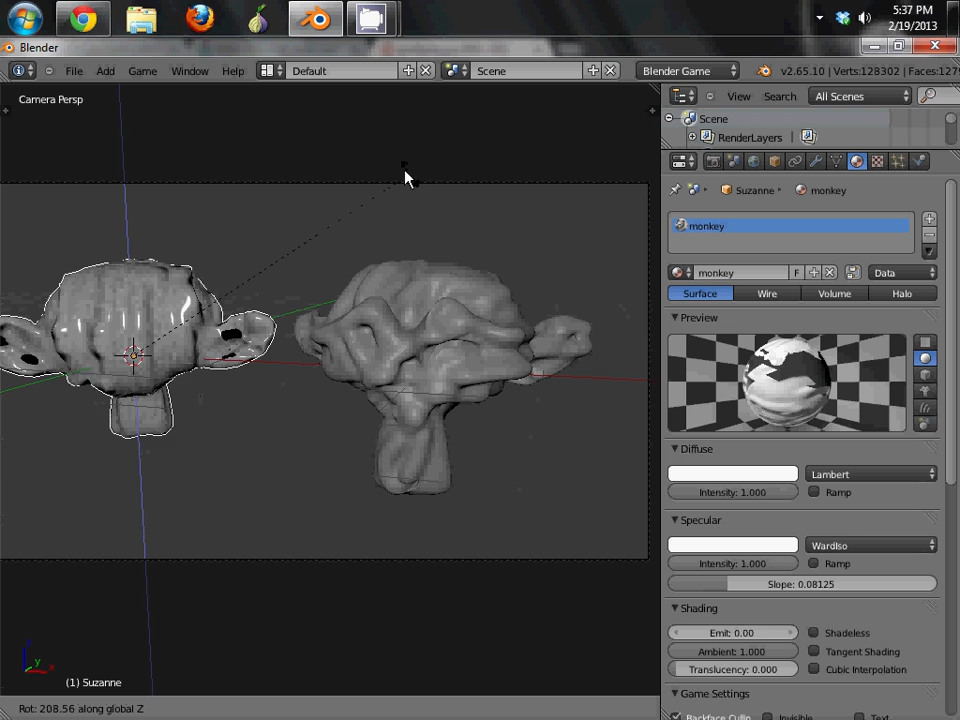 5:37 PM
2/19/2013
Blender
File Add Game Window Help Default Scene Blender Game v2.65.10 | Verts:128302 | Faces:127
Camera Persp
View Search All Scenes
Scene
RenderLayers
Suzanne monkey
monkey
monkey F Data
Surface Wire Volume Halo
Preview
Diffuse
Lambert
Intensity: 1.000 Ramp
Specular
WardIso
Intensity: 1.000 Ramp
Slope: 0.08125
Shading
Emit: 0.00 Shadeless
Ambient: 1.000 Tangent Shading
Translucency: 0.000 Cubic Interpolation
y x
(1) Suzanne
Game Settings
Rot: 208.56 along global Z
Backface Cullin Invisible Text